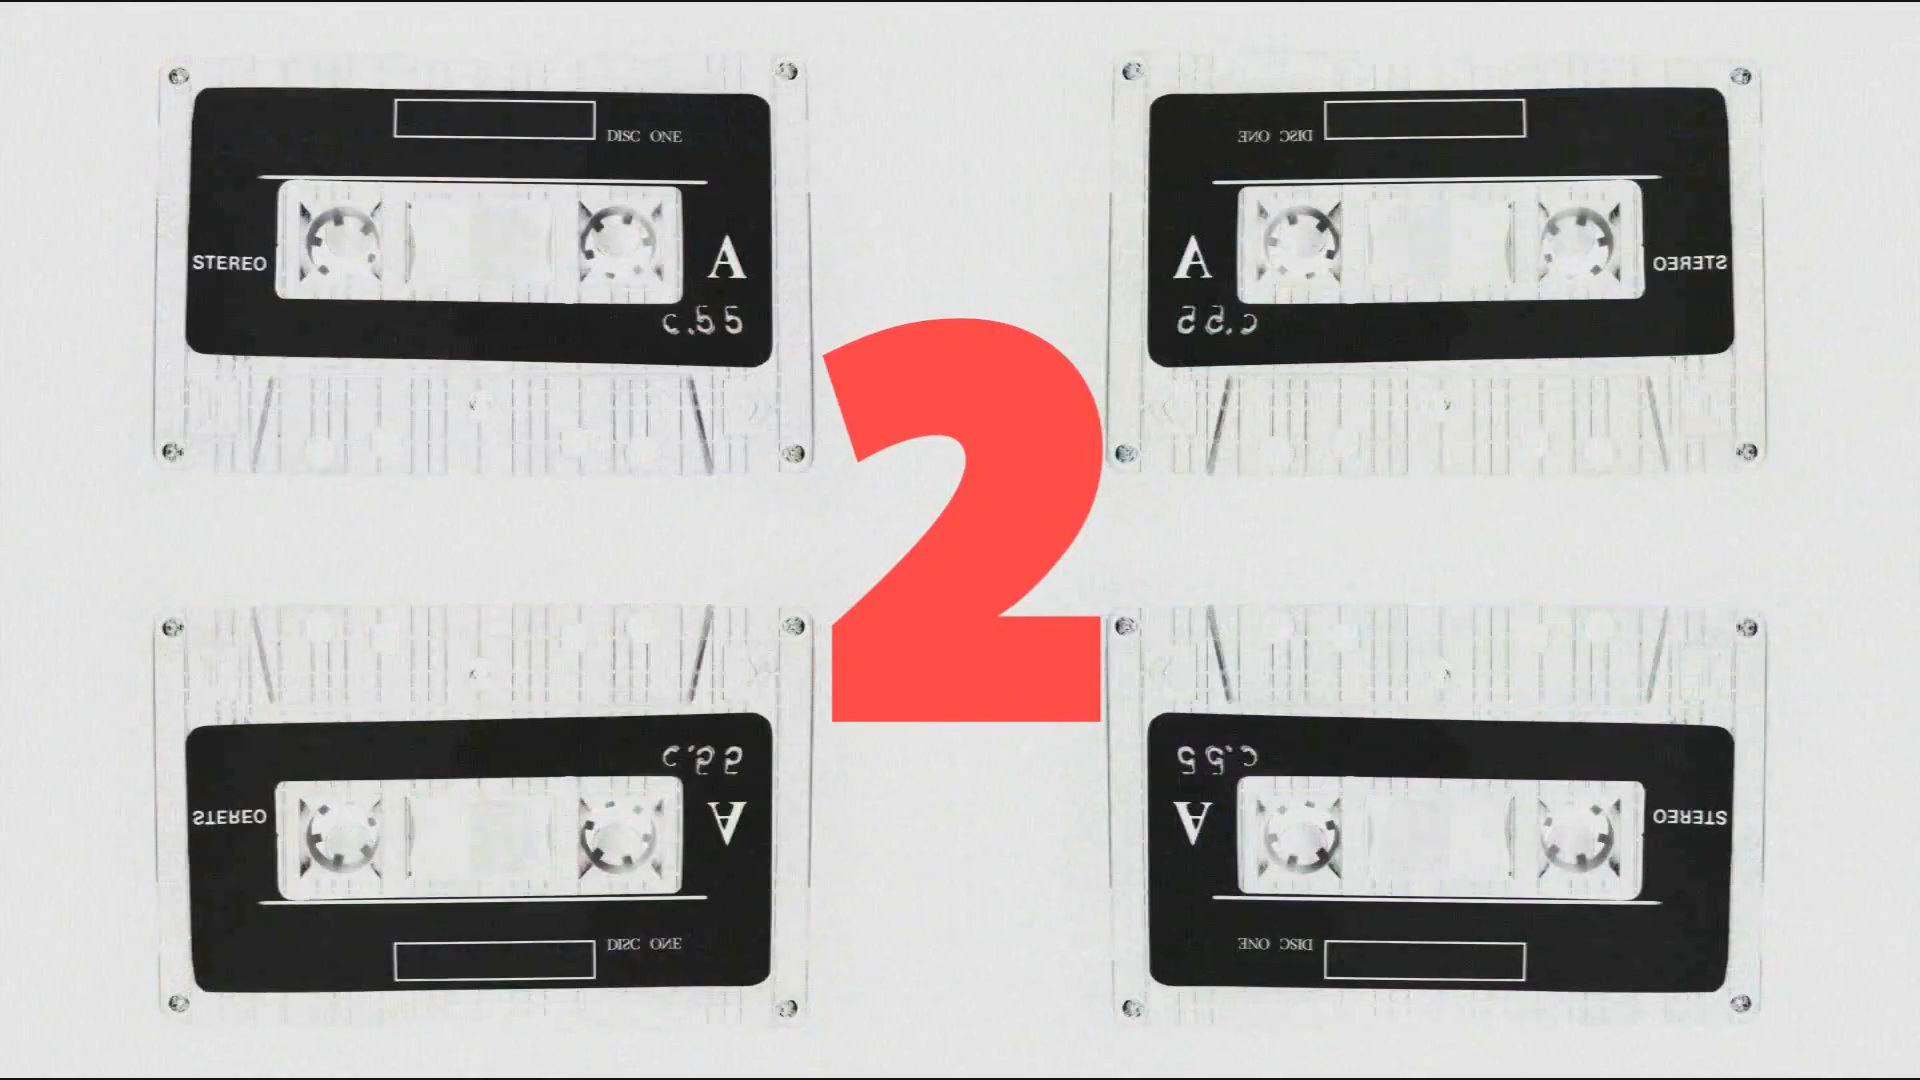 DISC ONE
DISC ONE
STEREO
A
A
STEREO
c.55
c.55
2
c.55
c.55
STEREO
A
A
STEREO
DISC ONE
DISC ONE